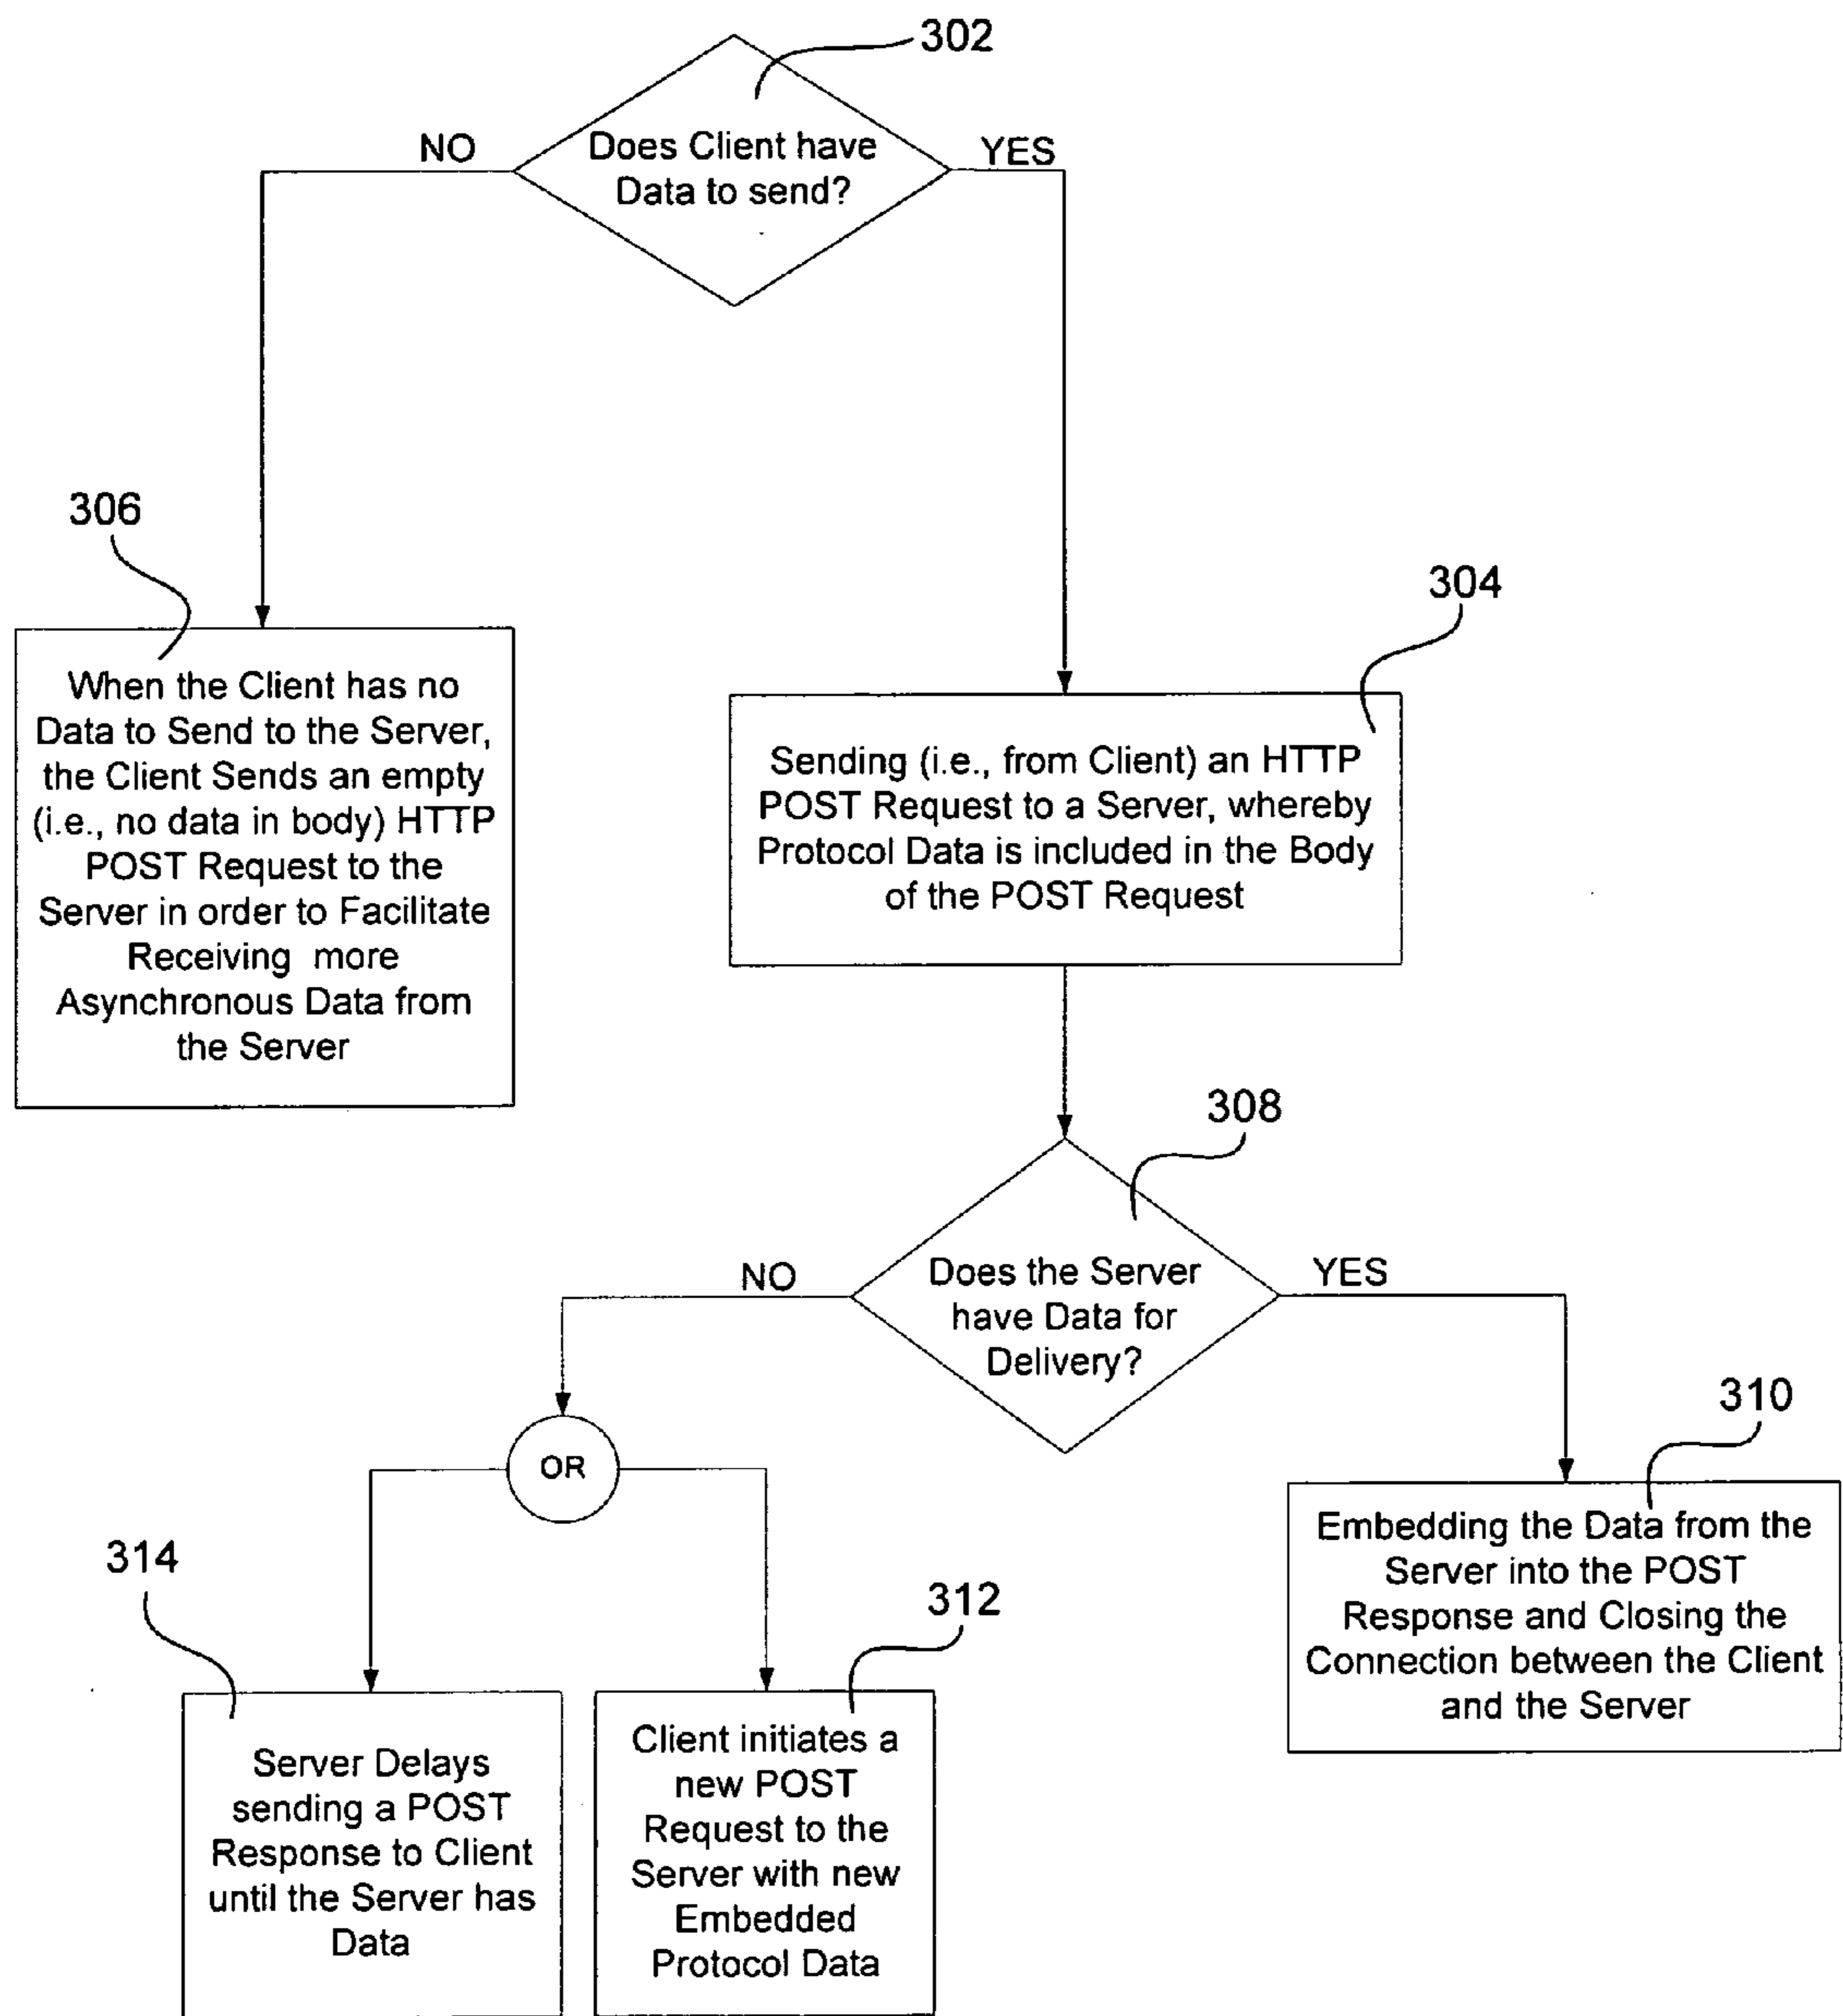 302
NO
Does Client have
Data to send?
YES
306
When the Client has no
Data to Send to the Server,
the Client Sends an empty
(i.e., no data in body) HTTP
POST Request to the
Server in order to Facilitate
Receiving more
Asynchronous Data from
the Server
304
Sending (i.e., from Client) an HTTP
POST Request to a Server, whereby
Protocol Data is included in the Body
of the POST Request
308
NO
Does the Server
have Data for
Delivery?
YES
OR
310
Embedding the Data from the
Server into the POST
Response and Closing the
Connection between the Client
and the Server
314
Server Delays
sending a POST
Response to Client
until the Server has
Data
312
Client initiates a
new POST
Request to the
Server with new
Embedded
Protocol Data